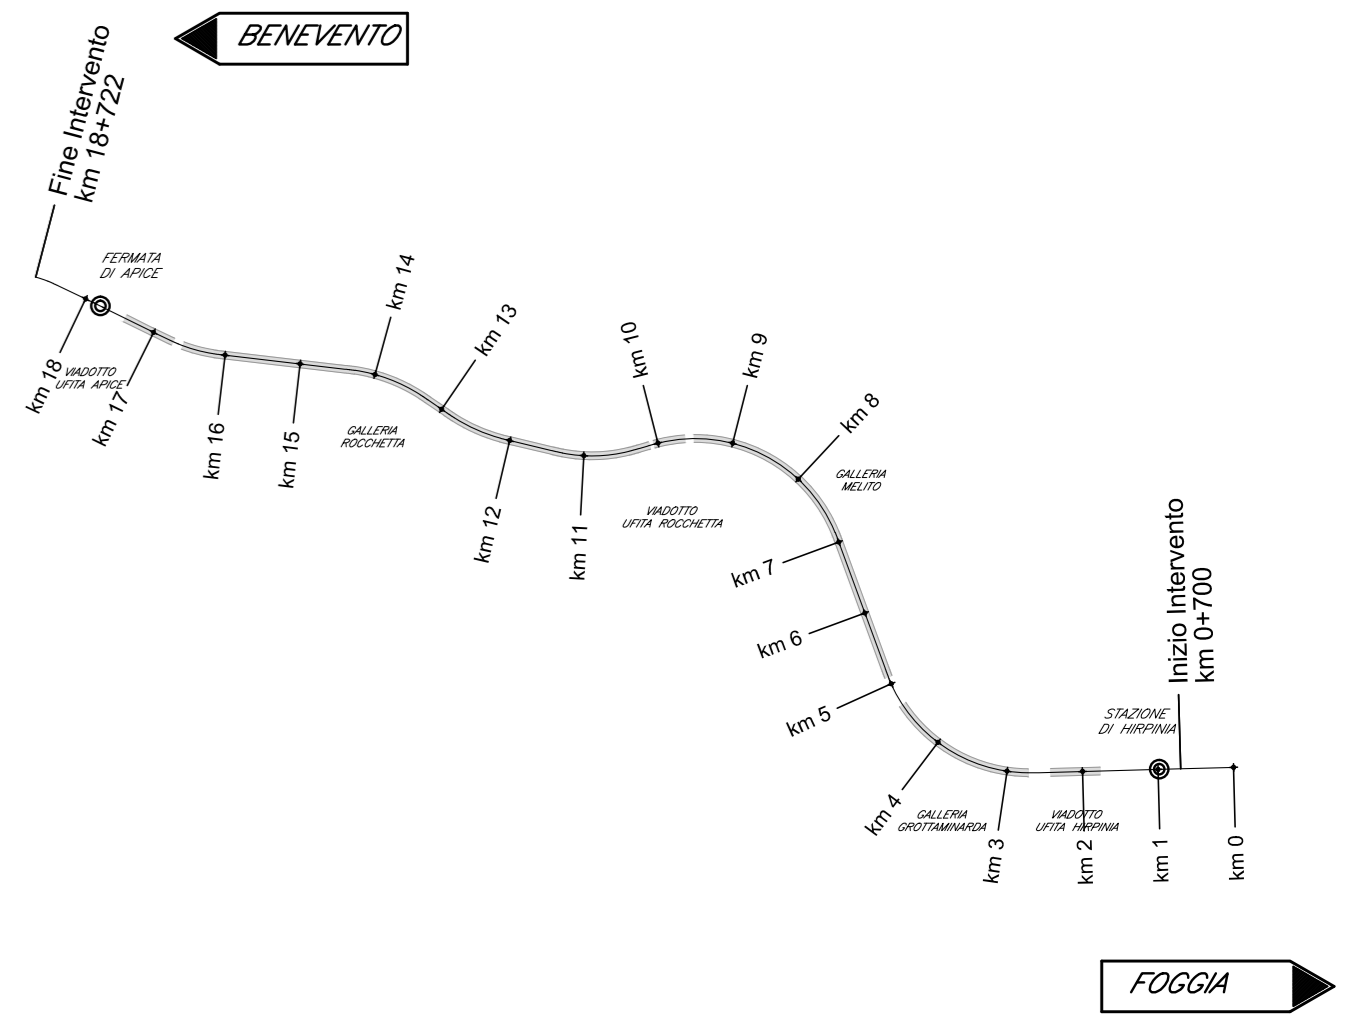 BENEVENTO
Fine Intervento
km 18+722
FERMATA
DI APICE
km 14
km 13
km 10
km 9
km 18
VIADOTTO
UFITA APICE
km 17
km 16
km 15
GALLERIA
ROCCHETTA
km 8
GALLERIA
MELITO
km 12
km 11
VIADOTTO
UFITA ROCCHETTA
km 7
km 6
km 5
Inizio Intervento
km 0+700
STAZIONE
DI HIRPINIA
km 4
GALLERIA
GROTTAMINARDA
km 3
VIADOTTO
UFITA HIRPINIA
km 2
km 1
km 0
FOGGIA